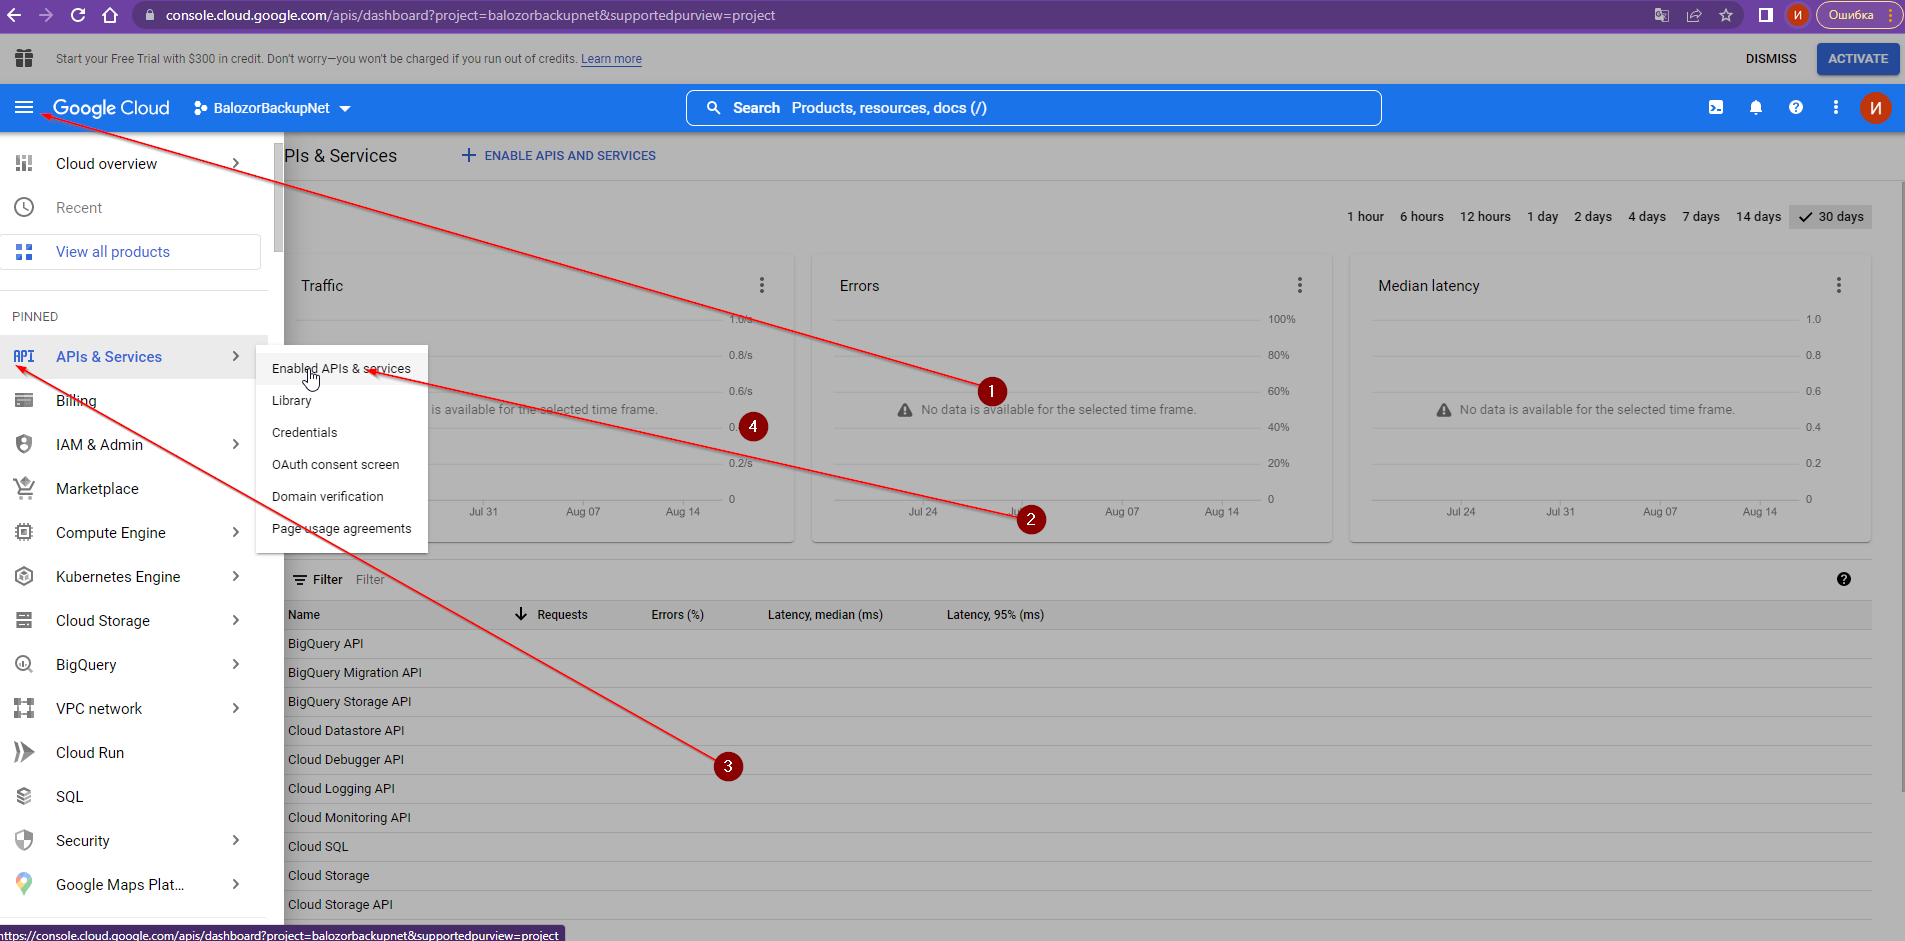 console.cloud.google.com/apis/dashboard?project=balozorbackupnet&supportedpurview=project
И
Ошибка
Start your Free Trial with $300 in credit. Don't worry—you won't be charged if you run out of credits. Learn more
DISMISS
ACTIVATE
Google Cloud
BalozorBackupNet
Search Products, resources, docs (/)
И
Cloud overview
Recent
View all products
PINNED
API APIs & Services
Billing
IAM & Admin
Marketplace
Compute Engine
Kubernetes Engine
Cloud Storage
BigQuery
VPC network
Cloud Run
SQL
Security
Google Maps Plat...
Enabled APIs & services
Library
Credentials
OAuth consent screen
Domain verification
Page usage agreements
PIs & Services
ENABLE APIS AND SERVICES
1 hour 6 hours 12 hours 1 day 2 days 4 days 7 days 14 days 30 days
Traffic
1.0/s
0.8/s
0.6/s
is available for the selected time frame.
0.
4
0.2/s
0
Jul 31 Aug 07 Aug 14
Errors
100%
80%
60%
1
No data is available for the selected time frame.
40%
20%
0
Jul 24 Ju Aug 07 Aug 14
2
Median latency
1.0
0.8
0.6
No data is available for the selected time frame.
0.4
0.2
0
Jul 24 Jul 31 Aug 07 Aug 14
Filter Filter
Name Requests Errors (%) Latency, median (ms) Latency, 95% (ms)
BigQuery API
BigQuery Migration API
BigQuery Storage API
Cloud Datastore API
Cloud Debugger API
3
Cloud Logging API
Cloud Monitoring API
Cloud SQL
Cloud Storage
Cloud Storage API
https://console.cloud.google.com/apis/dashboard?project=balozorbackupnet&supportedpurview=project